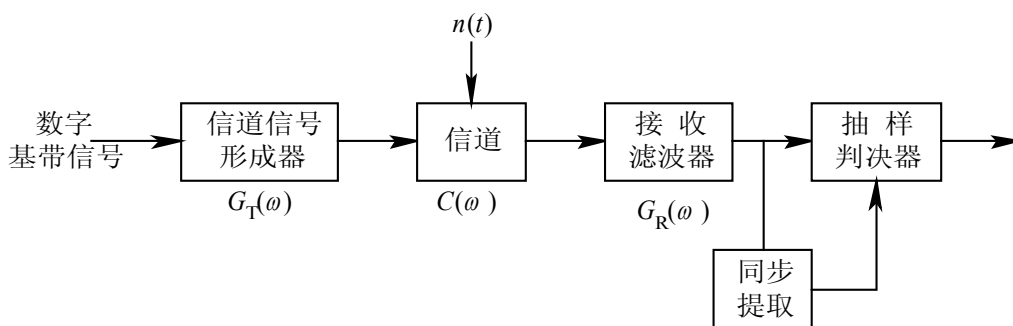 n(t)
数字
基带信号
信道信号
形成器
信道
接 收
滤波器
抽 样
判决器
G_T(ω)
C(ω)
G_R(ω)
同步
提取